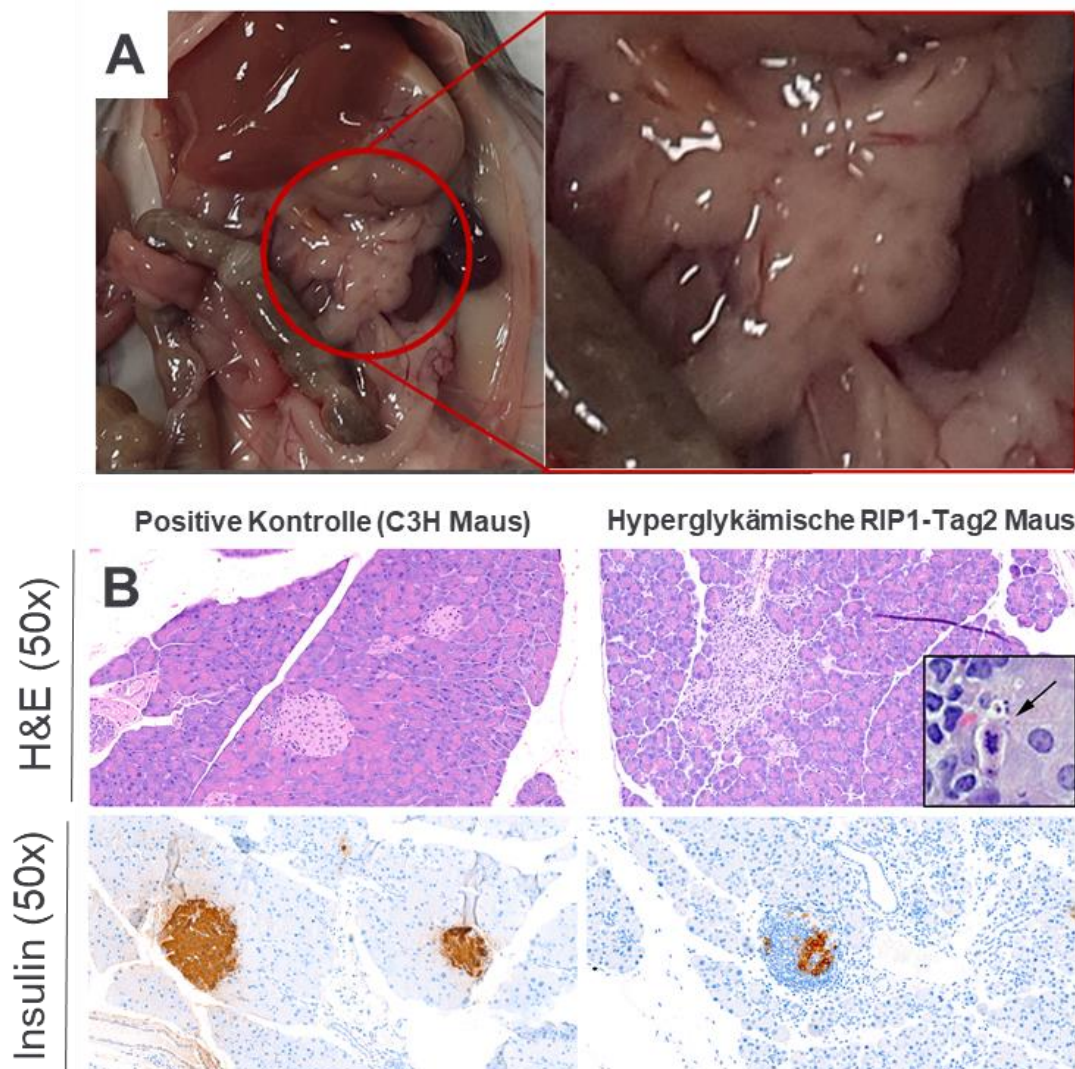 A
Positive Kontrolle (C3H Maus)
Hyperglykämische RIP1-Tag2 Maus
B
H&E (50x)
Insulin (50x)